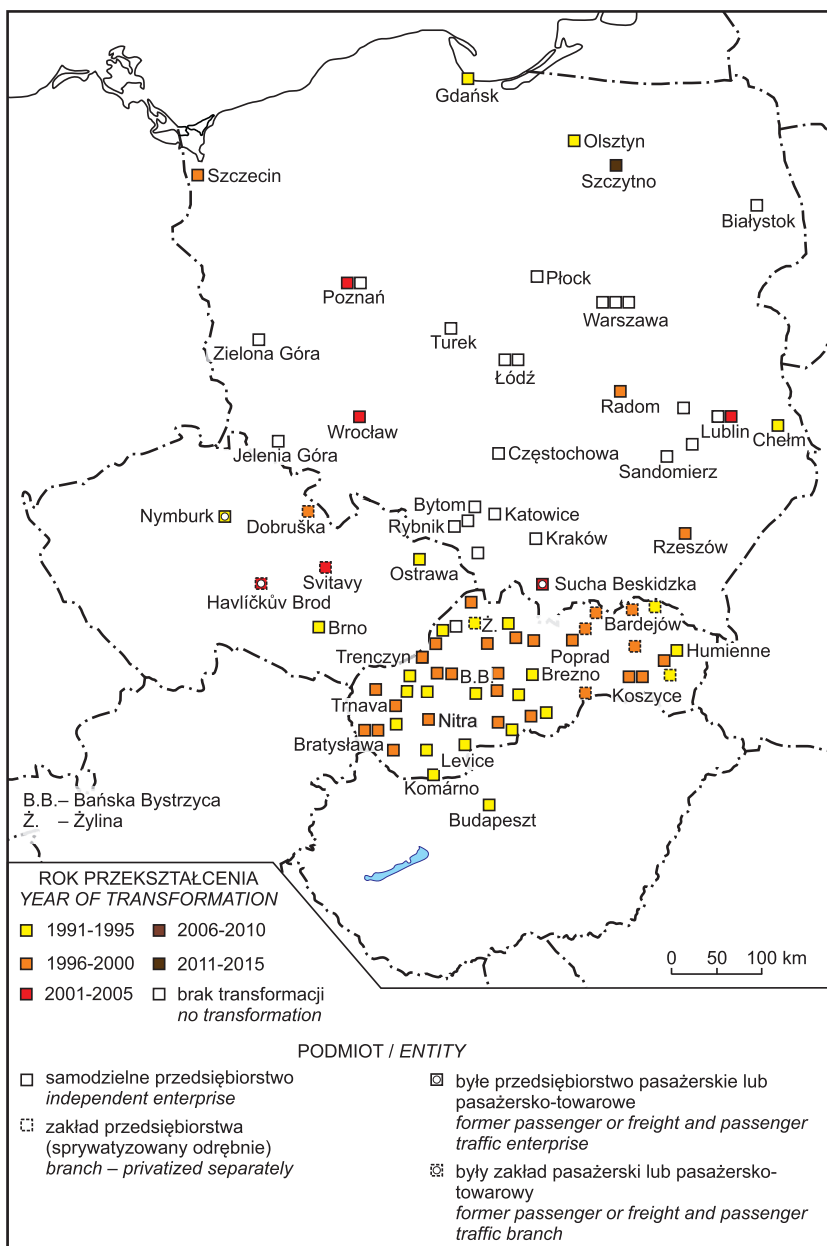 Gdańsk
Olsztyn
Szczytno
Szczecin
Białystok
Płock
Poznań
Warszawa
Turek
Zielona Góra
Łódź
Radom
Wrocław
Lublin
Chełm
Jelenia Góra
Częstochowa
Sandomierz
Bytom
Nymburk
Katowice
Dobruška
Rybnik
Kraków
Rzeszów
Ostrawa
Svitavy
Sucha Beskidzka
Havlíčkův Brod
Brno
Ż.
Bardejów
Trenczyn
Poprad
Humienne
B.B.
Brezno
Koszyce
Trnava
Nitra
Bratysława
Levice
Komárno
B.B.– Bańska Bystrzyca
Ż. – Żylina
Budapeszt
ROK PRZEKSZTAŁCENIA
YEAR OF TRANSFORMATION
1991-1995
2006-2010
1996-2000
2011-2015
2001-2005
brak transformacji
no transformation
0 50 100 km
PODMIOT / ENTITY
samodzielne przedsiębiorstwo
independent enterprise
zakład przedsiębiorstwa
(sprywatyzowany odrębnie)
branch – privatized separately
byłe przedsiębiorstwo pasażerskie lub
pasażersko-towarowe
former passenger or freight and passenger
traffic enterprise
były zakład pasażerski lub pasażersko-
towarowy
former passenger or freight and passenger
traffic branch